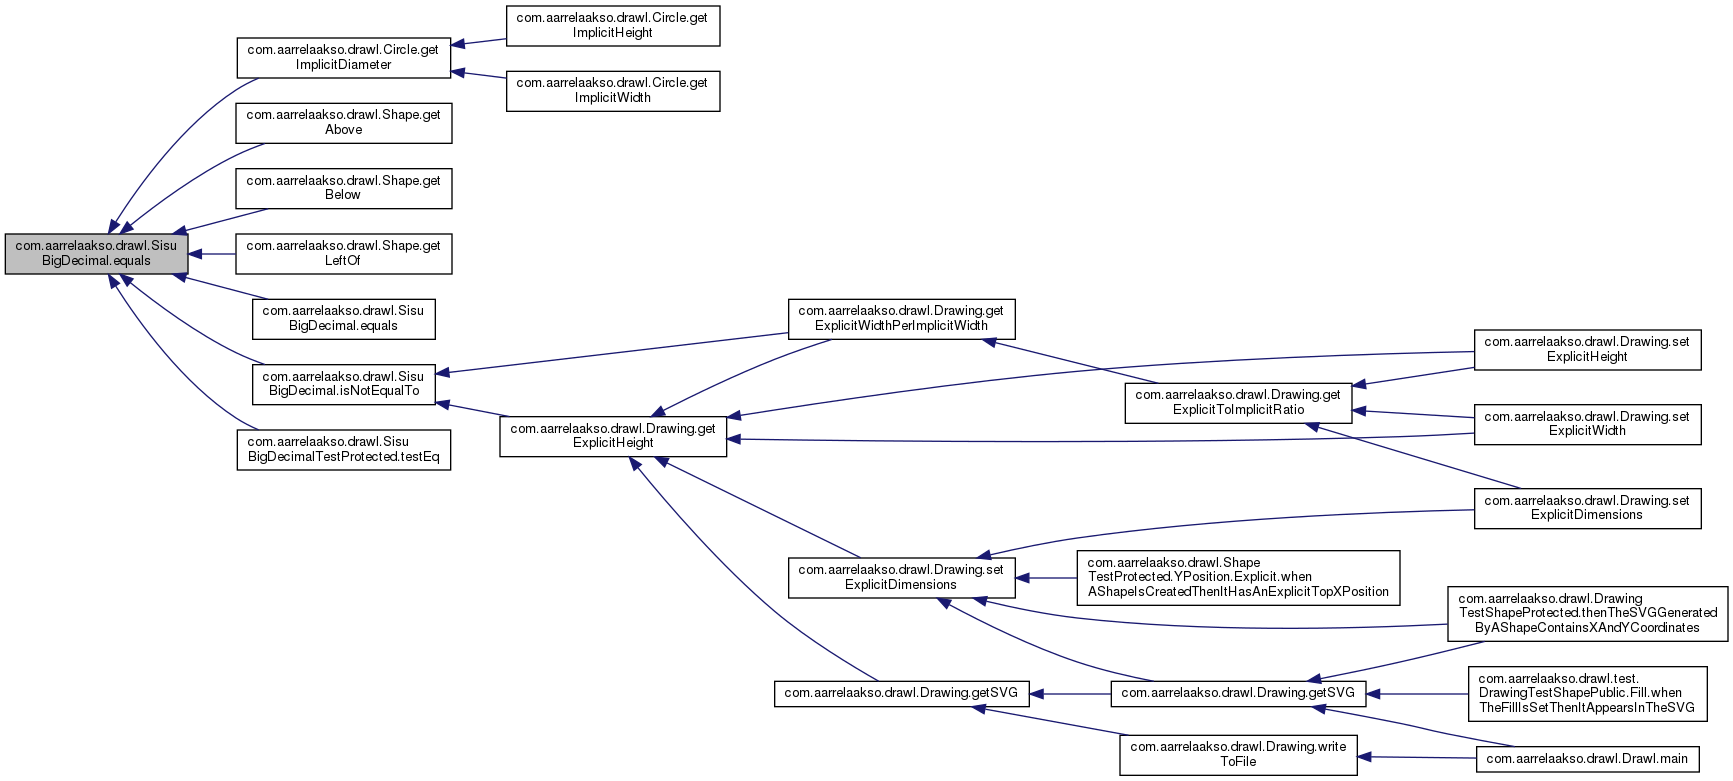 com.aarrelaakso.drawl.Circle.get
ImplicitHeight
com.aarrelaakso.drawl.Circle.get
ImplicitDiameter
com.aarrelaakso.drawl.Circle.get
ImplicitWidth
com.aarrelaakso.drawl.Shape.get
Above
com.aarrelaakso.drawl.Shape.get
Below
com.aarrelaakso.drawl.Sisu
BigDecimal.equals
com.aarrelaakso.drawl.Shape.get
LeftOf
com.aarrelaakso.drawl.Sisu
BigDecimal.equals
com.aarrelaakso.drawl.Drawing.get
ExplicitWidthPerImplicitWidth
com.aarrelaakso.drawl.Drawing.set
ExplicitHeight
com.aarrelaakso.drawl.Sisu
BigDecimal.isNotEqualTo
com.aarrelaakso.drawl.Drawing.get
ExplicitToImplicitRatio
com.aarrelaakso.drawl.Drawing.set
ExplicitWidth
com.aarrelaakso.drawl.Drawing.get
ExplicitHeight
com.aarrelaakso.drawl.Sisu
BigDecimalTestProtected.testEq
com.aarrelaakso.drawl.Drawing.set
ExplicitDimensions
com.aarrelaakso.drawl.Drawing.set
ExplicitDimensions
com.aarrelaakso.drawl.Shape
TestProtected.YPosition.Explicit.when
AShapeIsCreatedThenItHasAnExplicitTopXPosition
com.aarrelaakso.drawl.Drawing
TestShapeProtected.thenTheSVGGenerated
ByAShapeContainsXAndYCoordinates
com.aarrelaakso.drawl.Drawing.getSVG
com.aarrelaakso.drawl.Drawing.getSVG
com.aarrelaakso.drawl.test.
DrawingTestShapePublic.Fill.when
TheFillIsSetThenItAppearsInTheSVG
com.aarrelaakso.drawl.Drawing.write
ToFile
com.aarrelaakso.drawl.Drawl.main